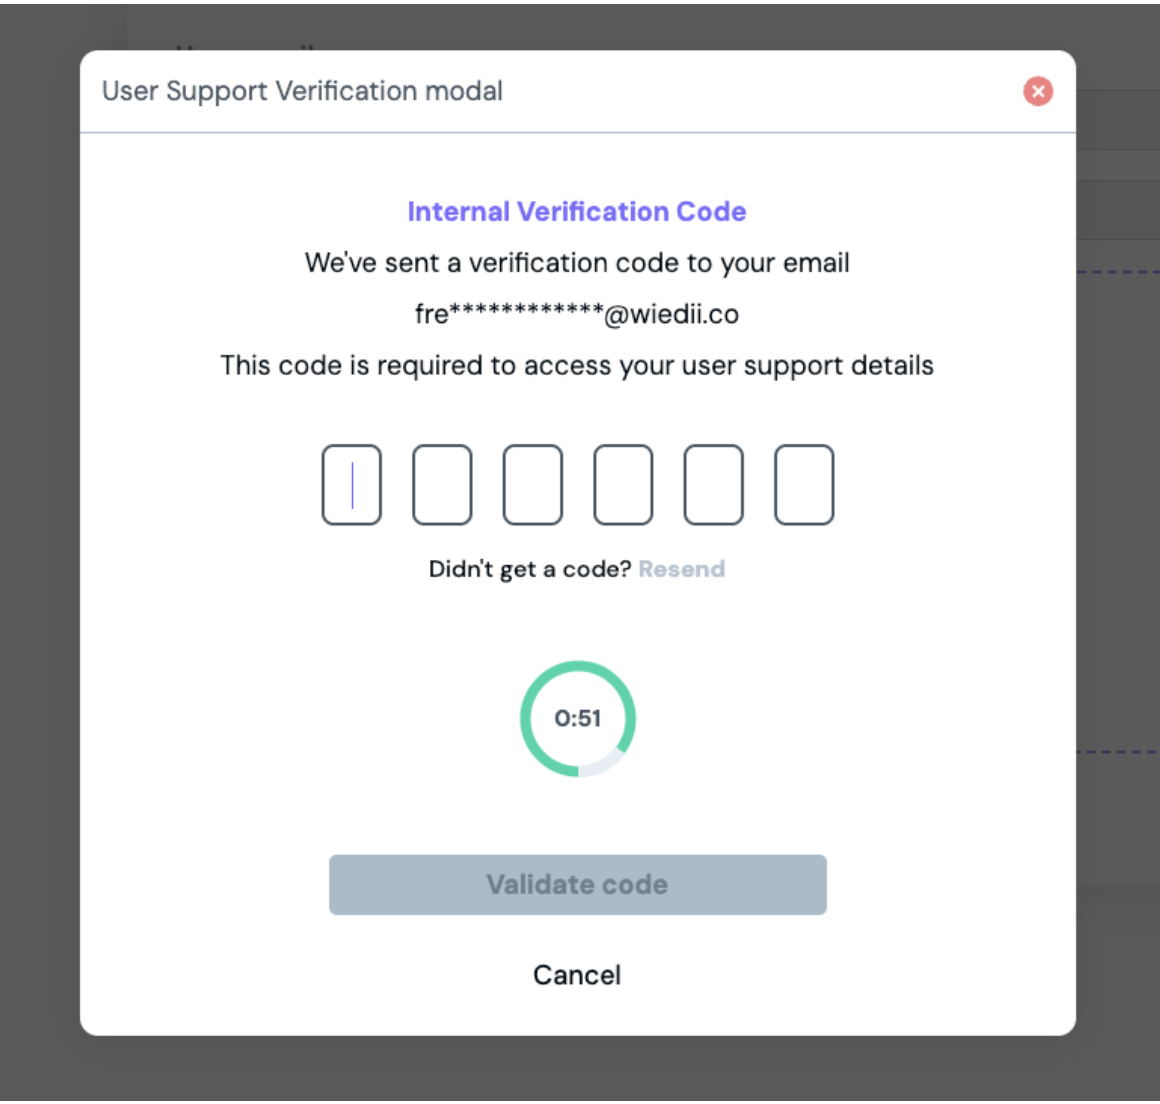 User Support Verification modal
Internal Verification Code
We've sent a verification code to your email
fre************@wiedii.co
This code is required to access your user support details
Didn't get a code? Resend
0:51
Validate code
Cancel